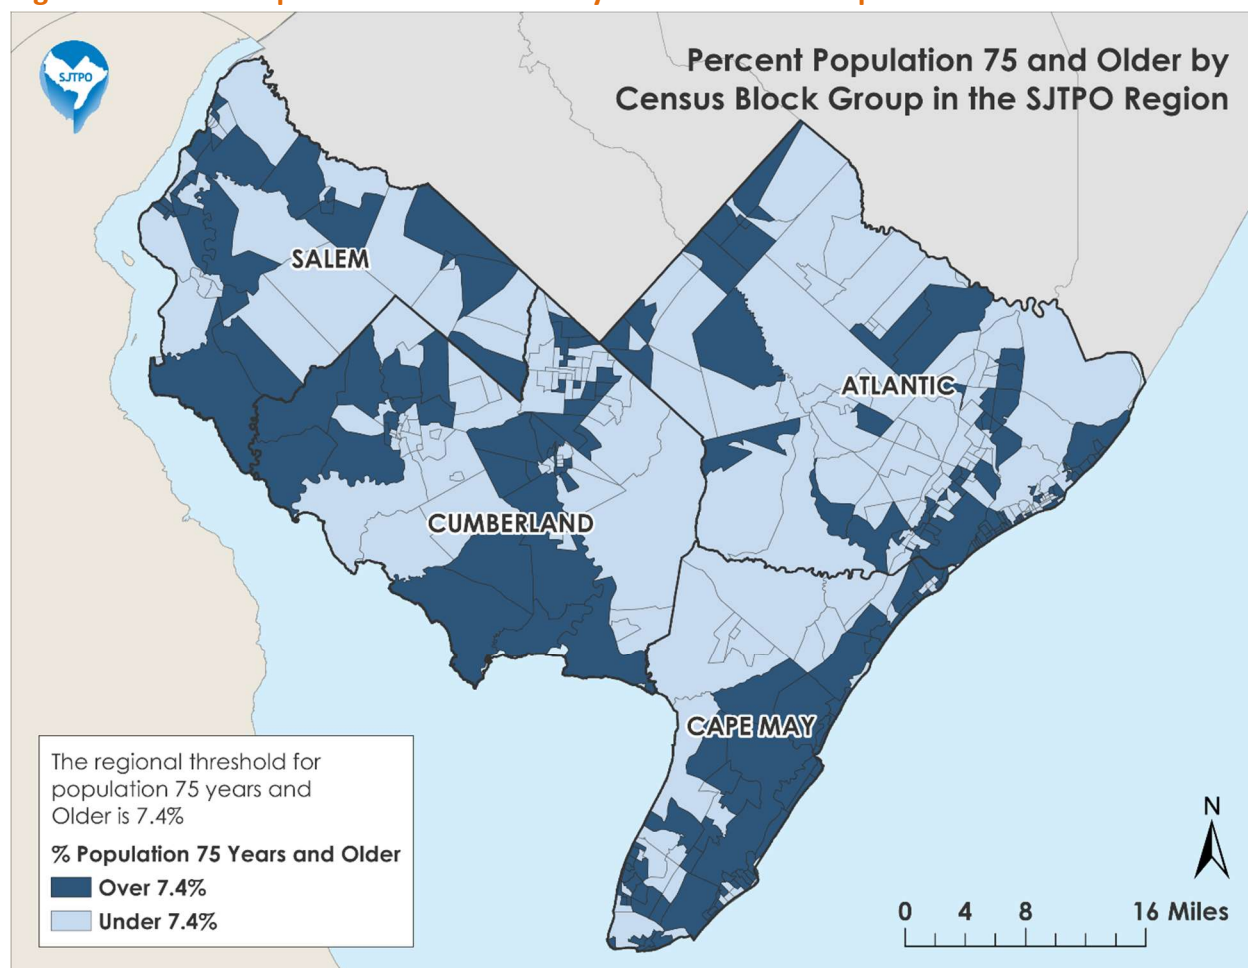 SJTPO
Percent Population 75 and Older by
Census Block Group in the SJTPO Region
SALEM
ATLANTIC
CUMBERLAND
CAPE MAY
The regional threshold for
population 75 years and
Older is 7.4%
% Population 75 Years and Older
Over 7.4%
Under 7.4%
N
0 4 8 16 Miles